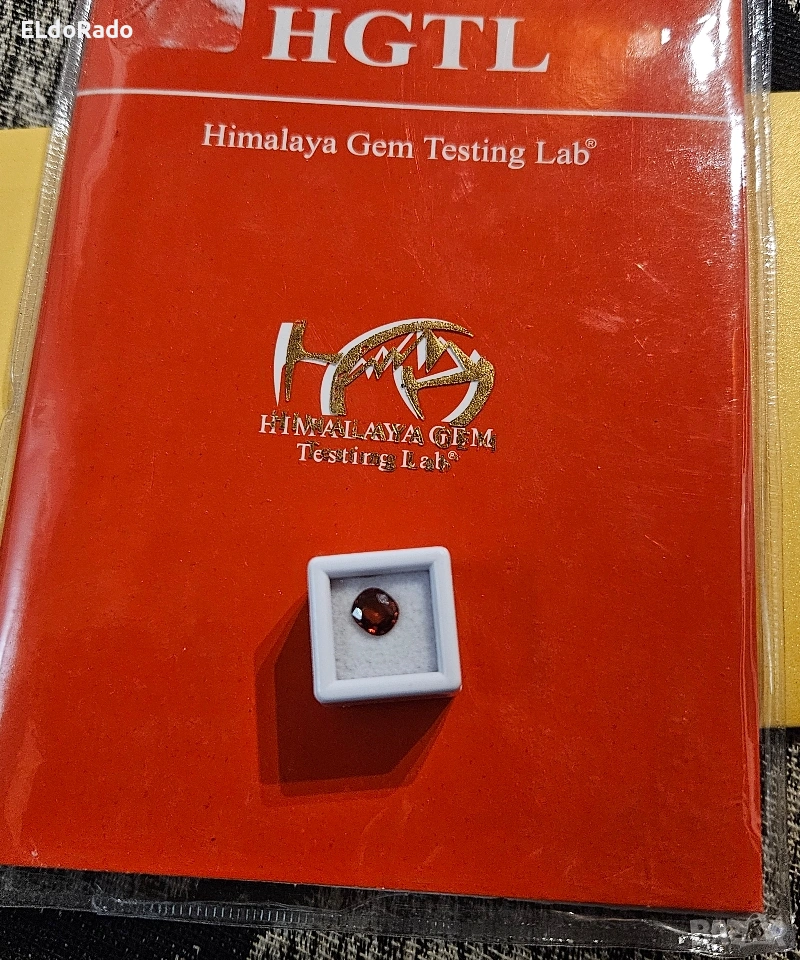 ELdoRado
HGTL
Himalaya Gem Testing Lab®
HIMALAYA GEM
Testing Lab®